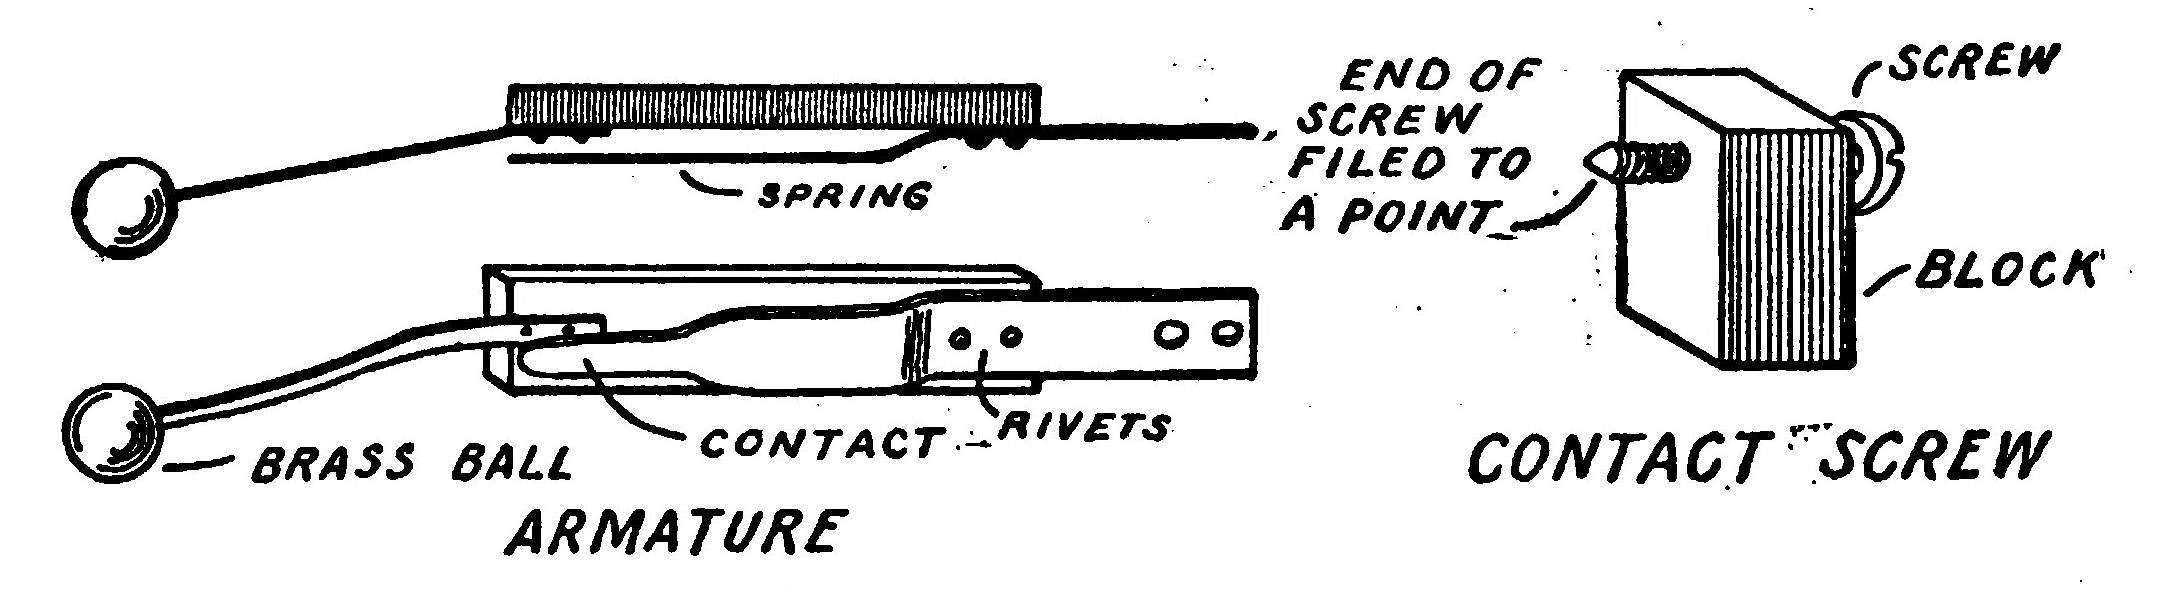 END OF
SCREW
FILED TO
A POINT
SCREW
SPRING
BLOCK
CONTACT
RIVETS
BRASS BALL
ARMATURE
CONTACT SCREW